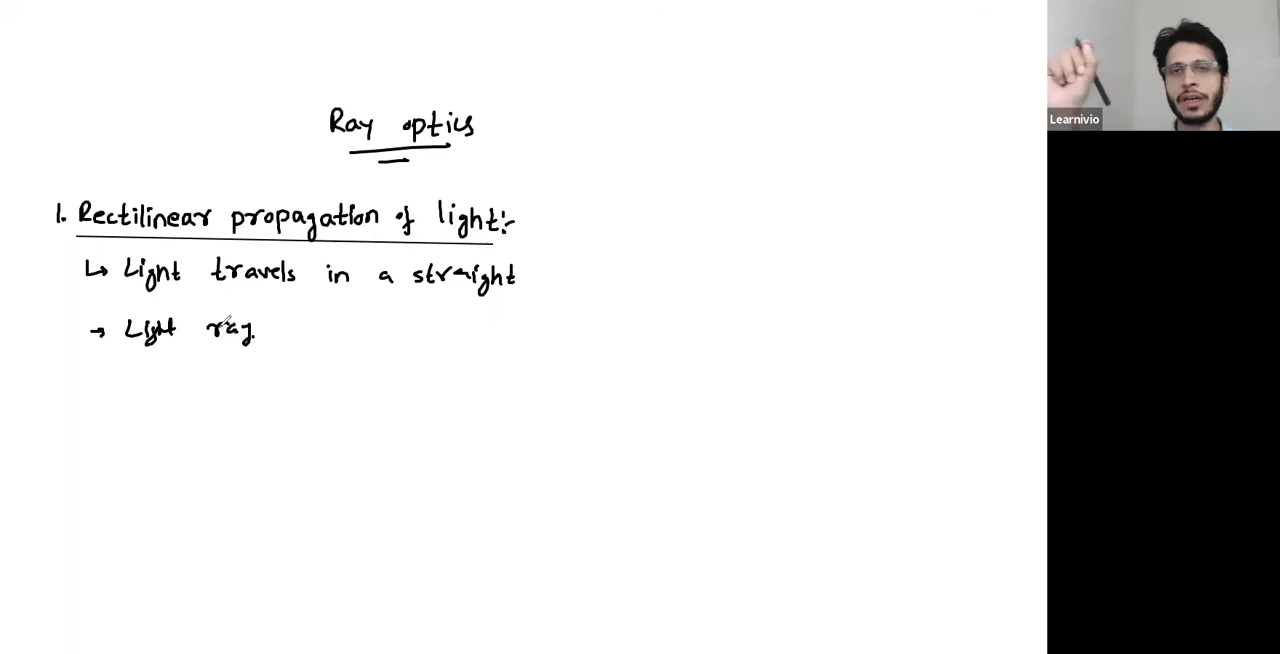 Ray optics
1. Rectilinear propagation of light:-
↳ Light travels in a straight
→ Light ray.
Learnivio